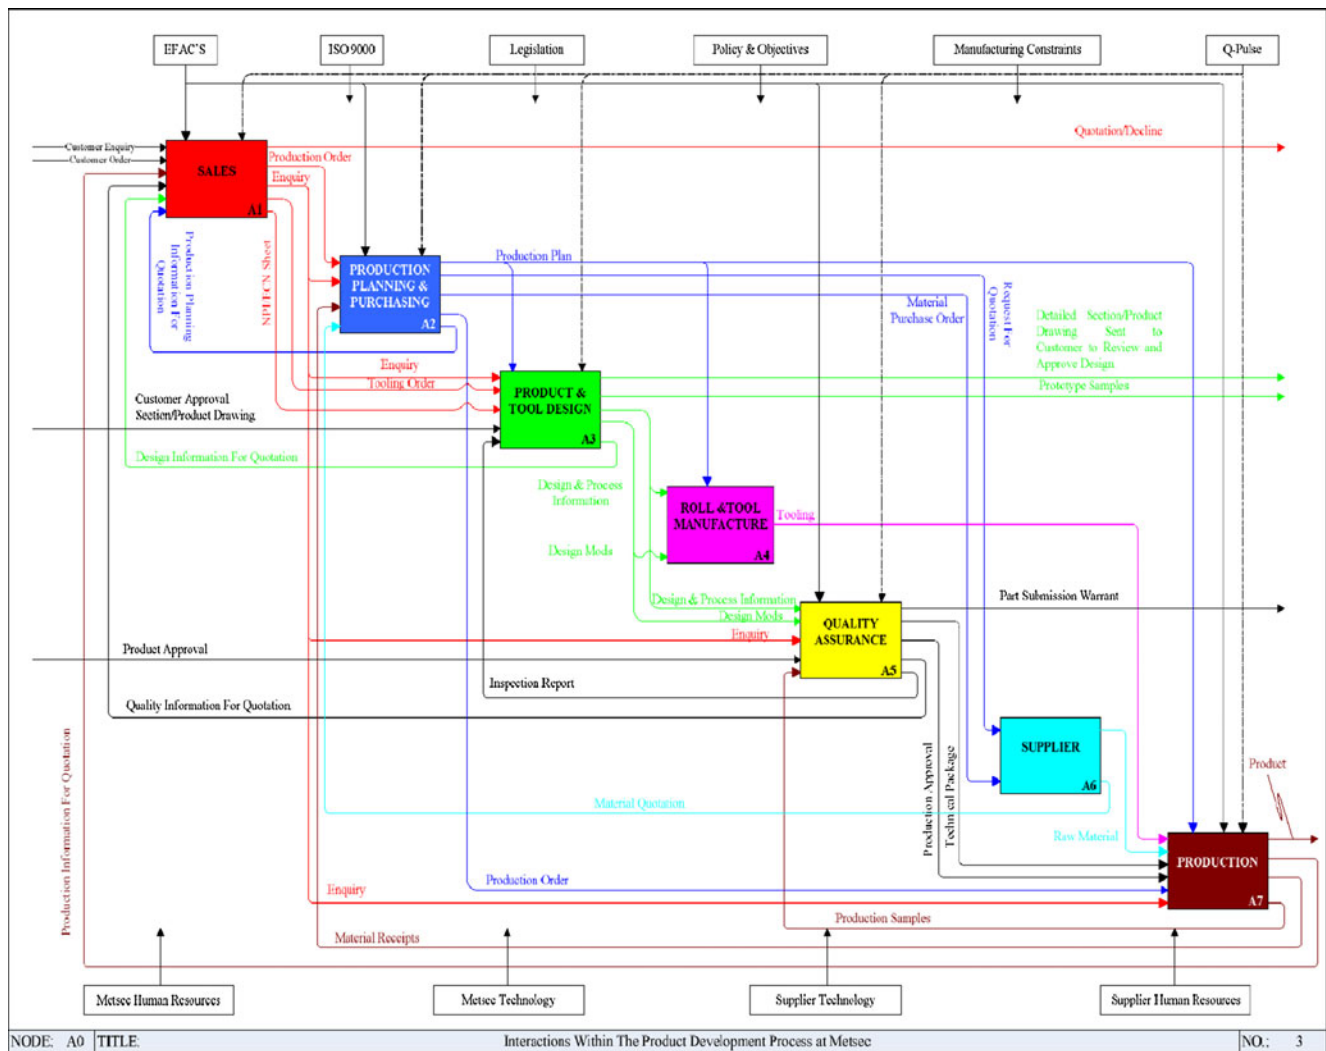 EFAC'S
ISO 9000
Legislation
Policy & Objectives
Manufacturing Constraints
Q-Pulse
Customer Enquiry
Customer Order
Quotation/Decline
SALES
A1
Production Order
Enquiry
Production Planning
Information For
Quotation
NPI/ECN Sheet
PRODUCTION
PLANNING &
PURCHASING
A2
Production Plan
Material
Purchase Order
Request For
Quotation
Detailed Section/Product
Drawing Sent to
Customer to Review and
Approve Design
Prototype Samples
Enquiry
Tooling Order
Customer Approval
Section/Product Drawing
PRODUCT &
TOOL DESIGN
A3
Design Information For Quotation
Design & Process
Information
Design Mods
ROLL &TOOL
MANUFACTURE
A4
Tooling
Design & Process Information
Design Mods
Enquiry
QUALITY
ASSURANCE
A5
Part Submission Warrant
Product Approval
Inspection Report
Quality Information For Quotation
Production Approval
Technical Package
SUPPLIER
A6
Material Quotation
Raw Material
Product
PRODUCTION
A7
Production Information For Quotation
Production Order
Enquiry
Production Samples
Material Receipts
Metsec Human Resources
Metsec Technology
Supplier Technology
Supplier Human Resources
NODE: A0 TITLE: Interactions Within The Product Development Process at Metsec NO.: 3